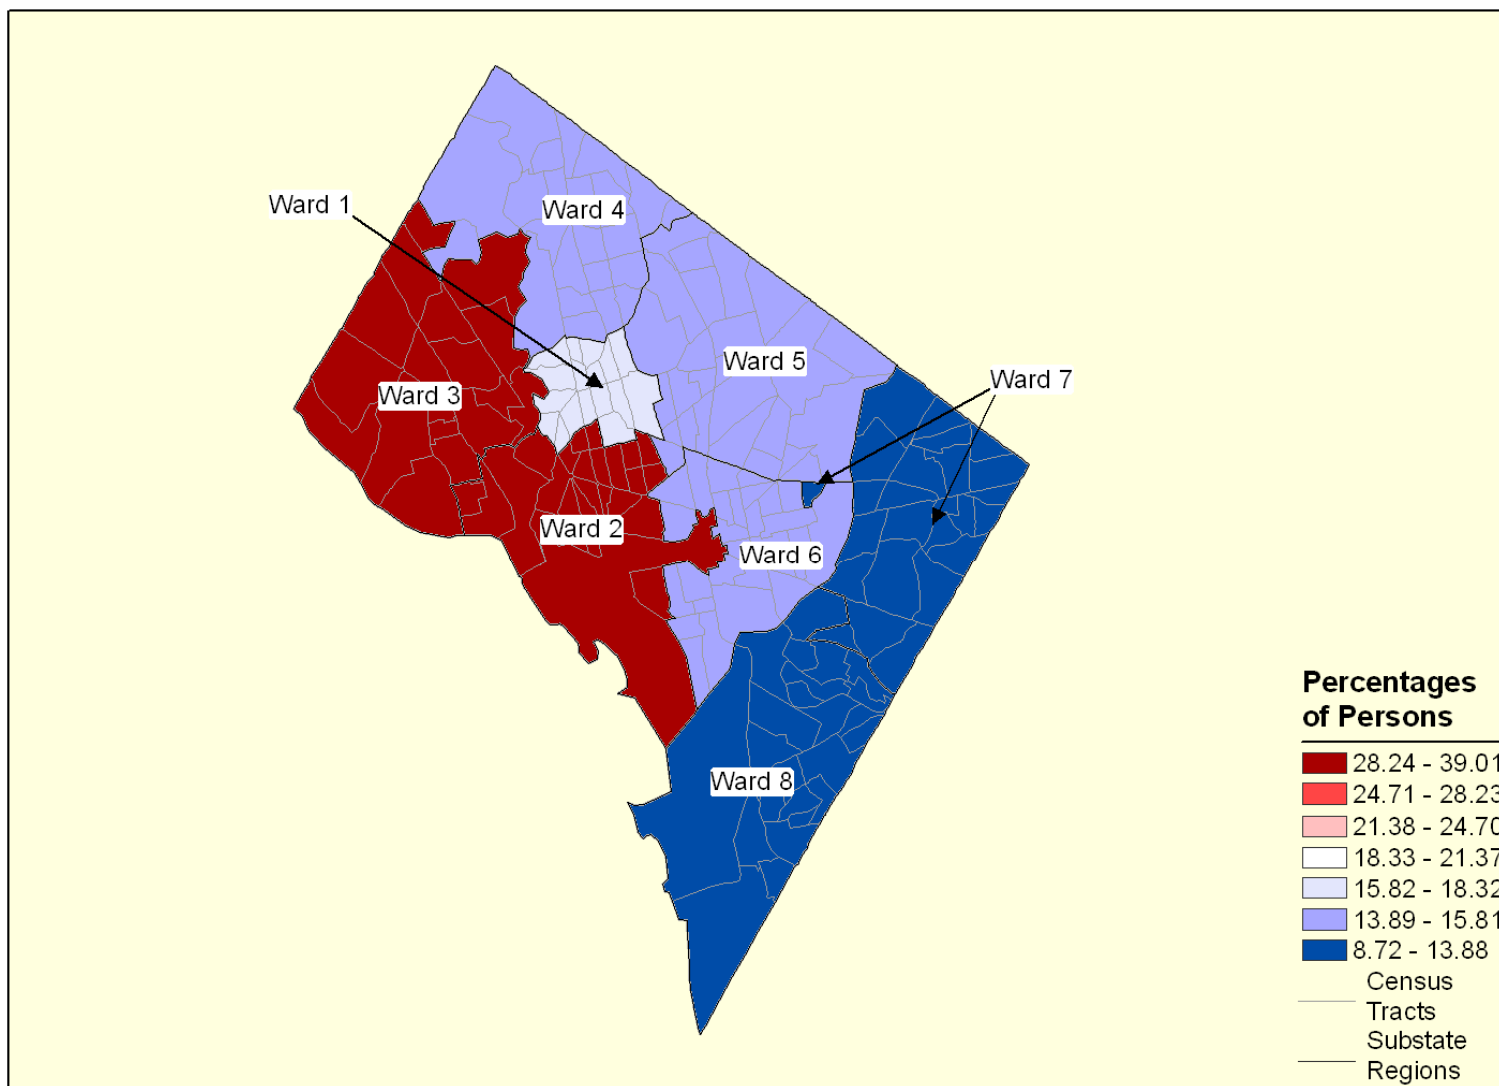 Ward 1
Ward 4
Ward 5
Ward 7
Ward 3
Ward 2
Ward 6
Ward 8
Percentages
of Persons
28.24 - 39.01
24.71 - 28.23
21.38 - 24.70
18.33 - 21.37
15.82 - 18.32
13.89 - 15.81
8.72 - 13.88
Census
Tracts
Substate
Regions